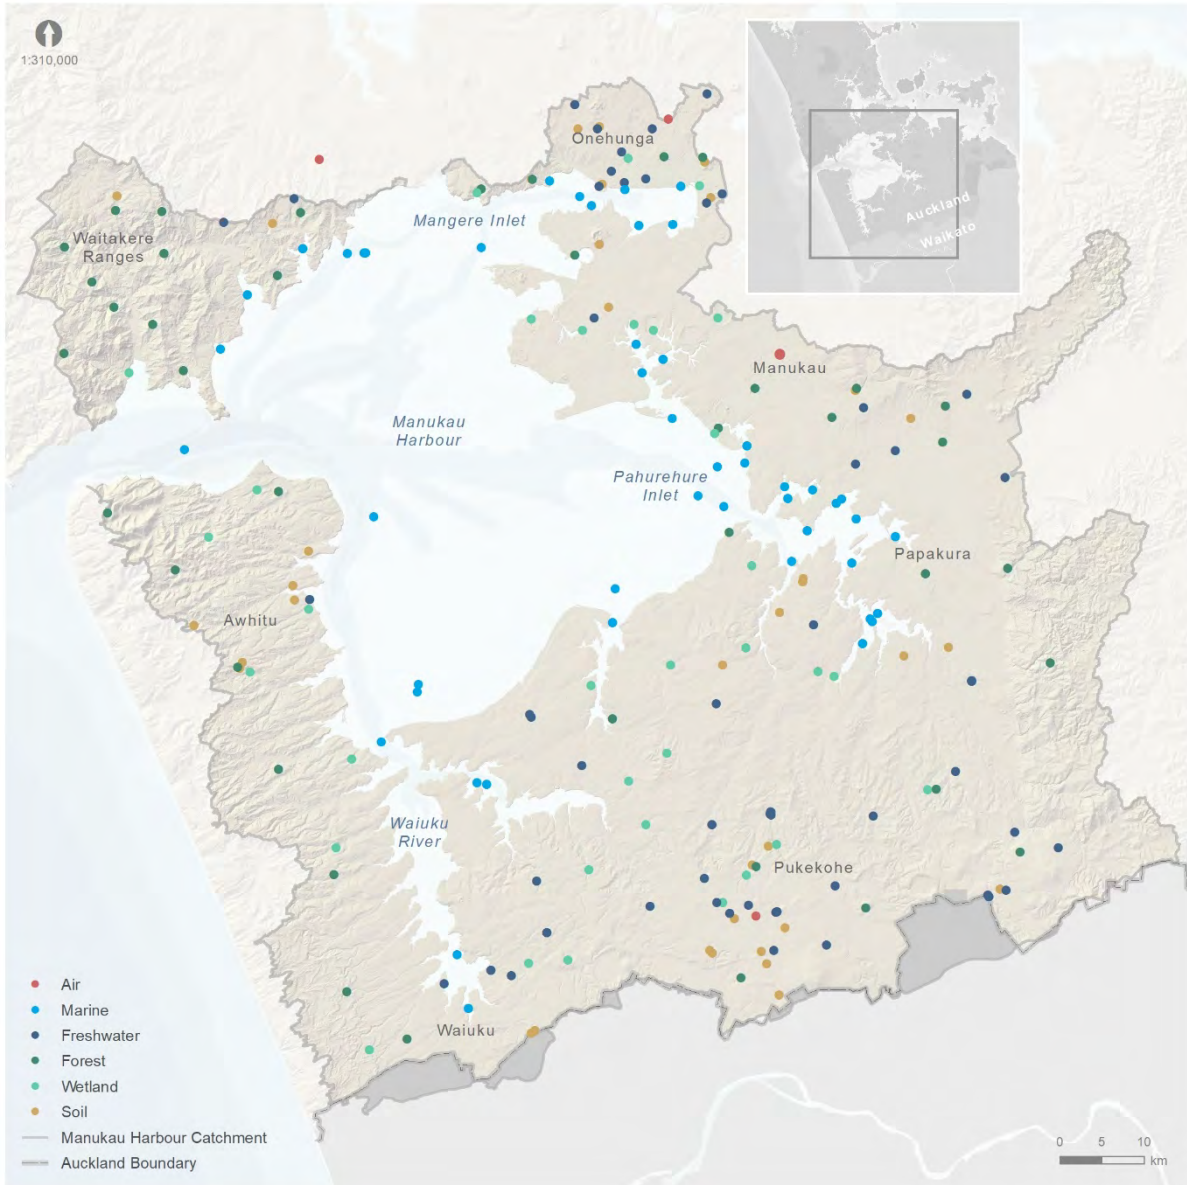 1:310,000
Auckland
Waikato
Onehunga
Mangere Inlet
Waitakere
Ranges
Manukau
Manukau
Harbour
Pahurehure
Inlet
Papakura
Awhitu
Waiuku
River
Pukekohe
Waiuku
Air
Marine
Freshwater
Forest
Wetland
Soil
Manukau Harbour Catchment
Auckland Boundary
0 5 10
km